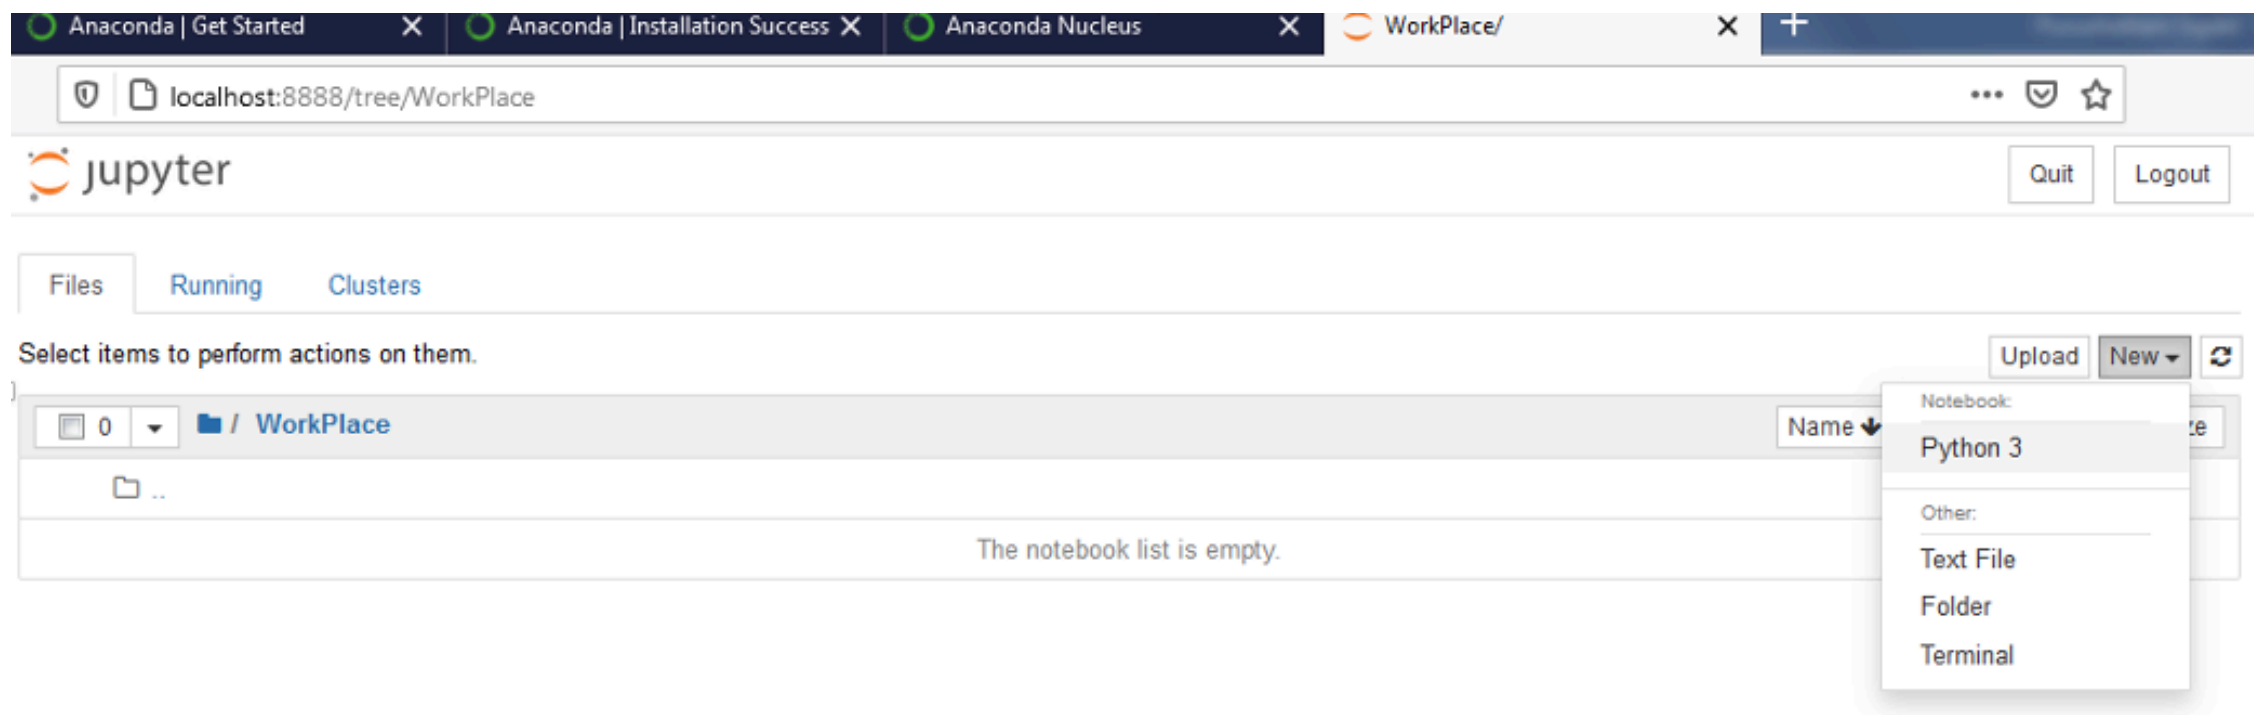 Anaconda | Get Started
Anaconda | Installation Success
Anaconda Nucleus
WorkPlace/
localhost:8888/tree/WorkPlace
jupyter
Quit
Logout
Files
Running
Clusters
Select items to perform actions on them.
Upload
New
0
/ WorkPlace
Name
Notebook:
Python 3
..
Other:
The notebook list is empty.
Text File
Folder
Terminal